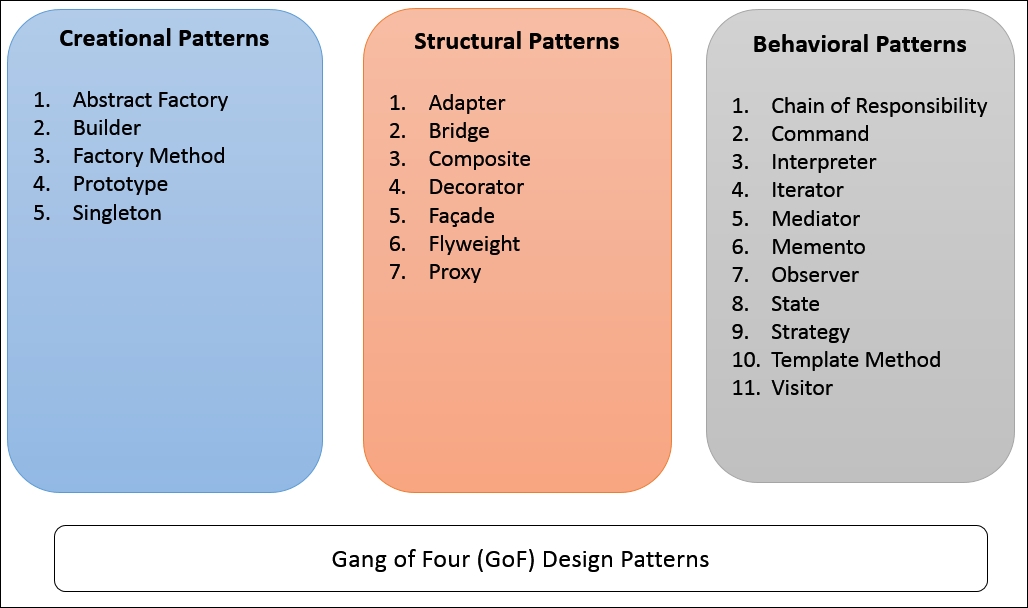 Creational Patterns
1. Abstract Factory
2. Builder
3. Factory Method
4. Prototype
5. Singleton
Structural Patterns
1. Adapter
2. Bridge
3. Composite
4. Decorator
5. Façade
6. Flyweight
7. Proxy
Behavioral Patterns
1. Chain of Responsibility
2. Command
3. Interpreter
4. Iterator
5. Mediator
6. Memento
7. Observer
8. State
9. Strategy
10. Template Method
11. Visitor
Gang of Four (GoF) Design Patterns